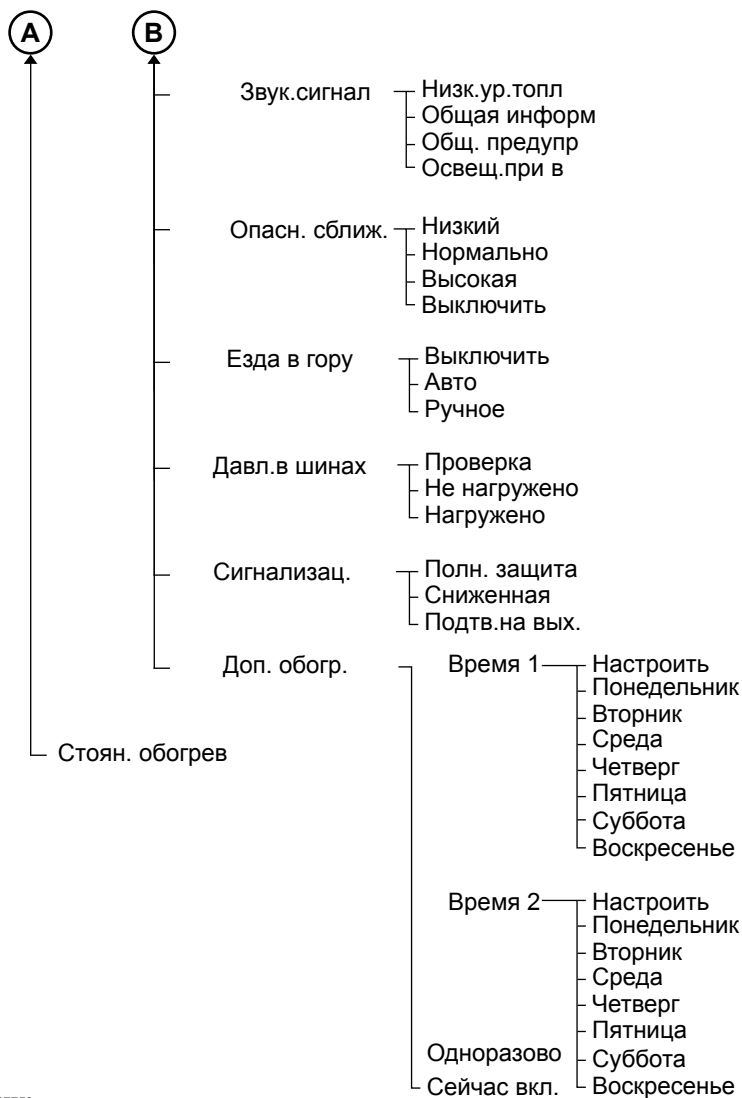 A B
Звук.сигнал
Низк.ур.топл
Общая информ
Общ. предупр
Освещ.при в
Опасн. сближ.
Низкий
Нормально
Высокая
Выключить
Езда в гору
Выключить
Авто
Ручное
Давл.в шинах
Проверка
Не нагружено
Нагружено
Сигнализац.
Полн. защита
Сниженная
Подтв.на вых.
Доп. обогр.
Время 1
Настроить
Понедельник
Вторник
Среда
Четверг
Пятница
Суббота
Воскресенье
Время 2
Настроить
Понедельник
Вторник
Среда
Четверг
Пятница
Суббота
Воскресенье
Одноразово
Сейчас вкл.
Стоян. обогрев